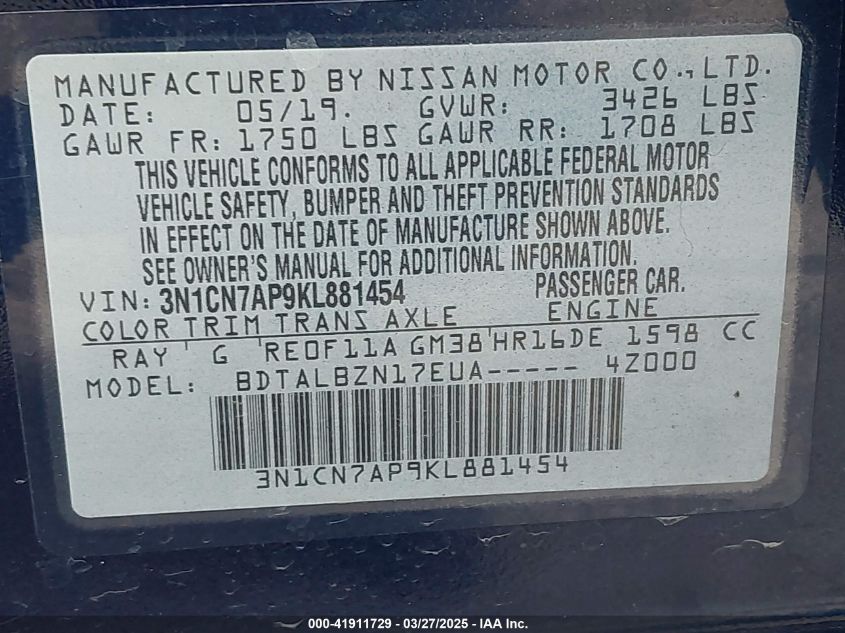 MANUFACTURED BY NISSAN MOTOR CO., LTD.
DATE: 05/19. GVWR: 3426 LBS
GAWR FR: 1750 LBS GAWR RR: 1708 LBS
THIS VEHICLE CONFORMS TO ALL APPLICABLE FEDERAL MOTOR
VEHICLE SAFETY, BUMPER AND THEFT PREVENTION STANDARDS
IN EFFECT ON THE DATE OF MANUFACTURE SHOWN ABOVE.
SEE OWNER'S MANUAL FOR ADDITIONAL INFORMATION.
VIN: 3N1CN7AP9KL881454 PASSENGER CAR.
COLOR TRIM TRANS AXLE ENGINE
RAY G RE0F11A GM38 HR16DE 1598 CC
MODEL: BDTALBZN17EUA----- 4Z000
3N1CN7AP9KL881454
000-41911729 - 03/27/2025 - IAA Inc.